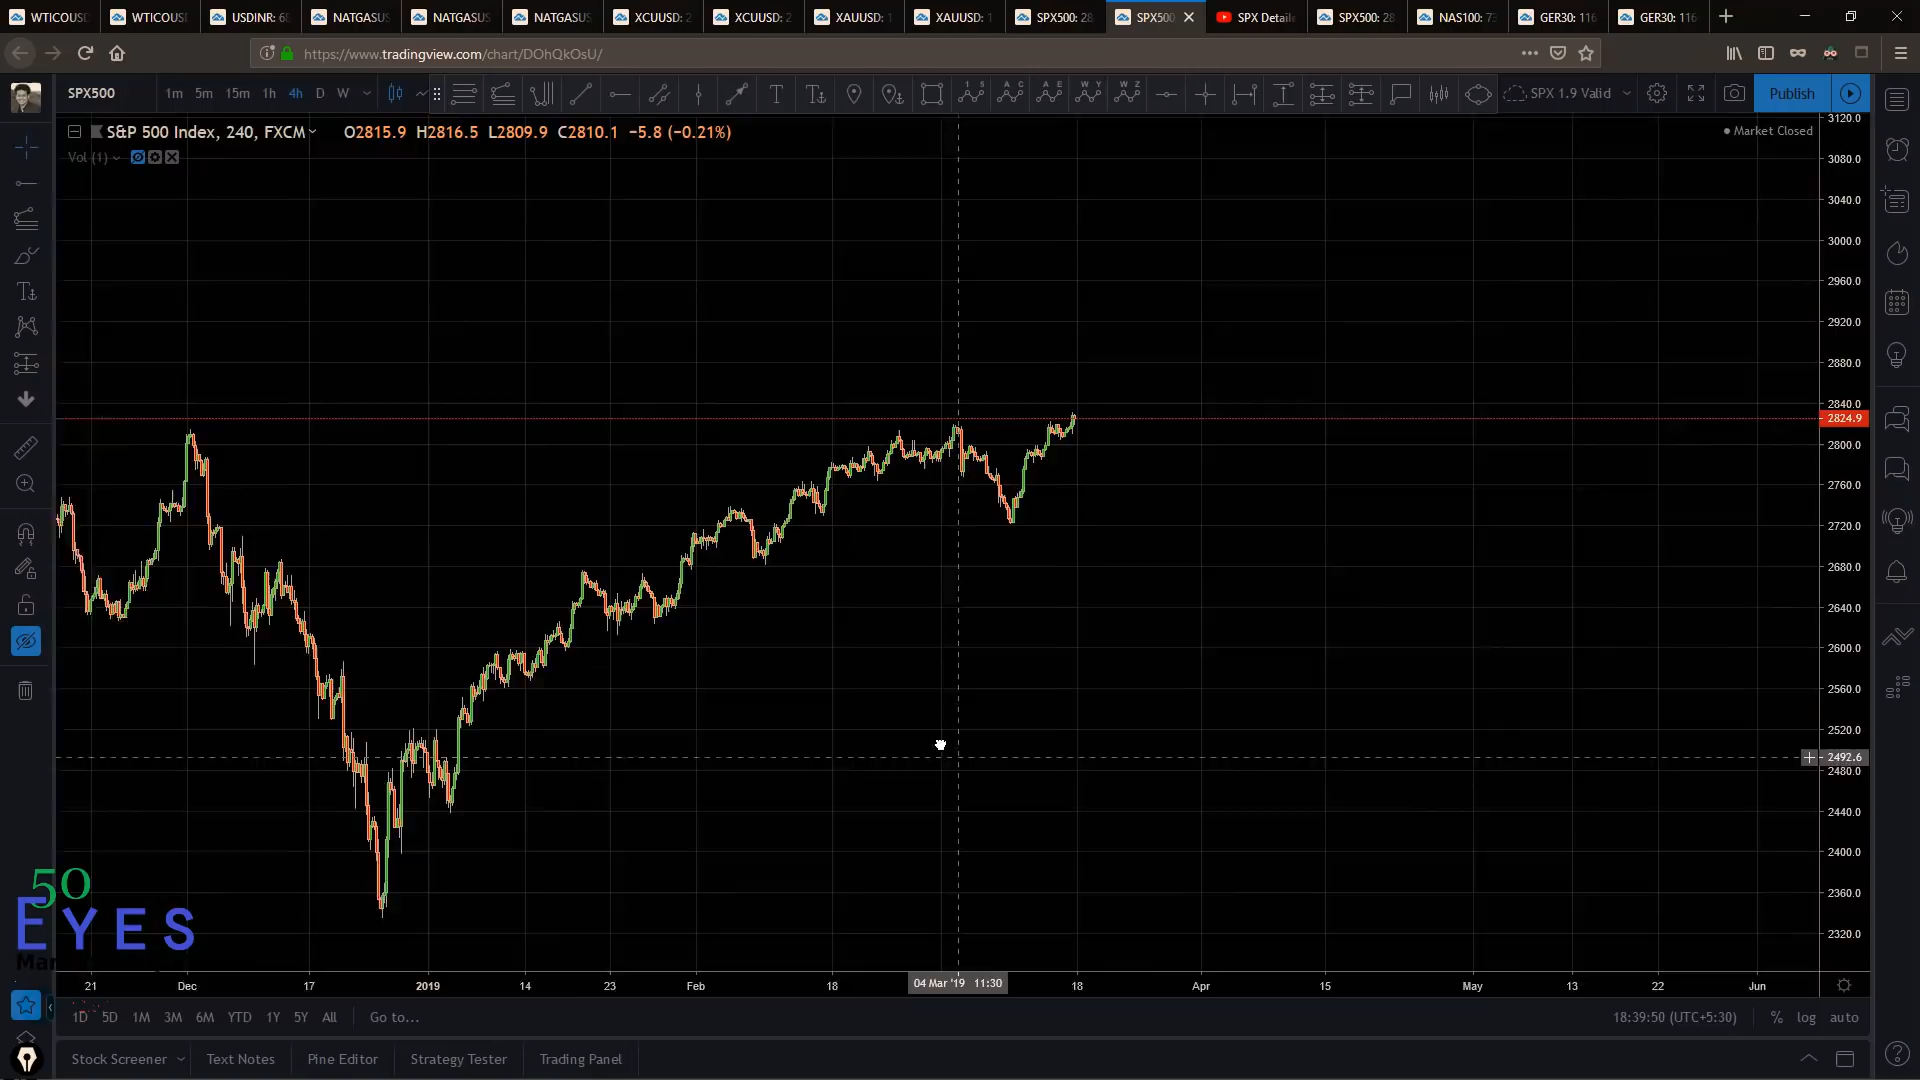 WTICOUSD
WTICOUSI
USDINR: 68
NATGASUS
NATGASUS
NATGASUS
XCUUSD: 2
XCUUSD: 2
XAUUSD: 1
XAUUSD: 1
SPX500: 28
SPX500
SPX Detaile
SPX500: 28
NAS100: 73
GER30: 116
GER30: 116
https://www.tradingview.com/chart/DOhQkOsU/
SPX500
1m 5m 15m 1h 4h D W
SPX 1.9 Valid
Publish
S&P 500 Index, 240, FXCM
O2815.9 H2816.5 L2809.9 C2810.1 −5.8 (−0.21%)
Market Closed
Vol (1)
3120.0
3080.0
3040.0
3000.0
2960.0
2920.0
2880.0
2840.0
2824.9
2800.0
2760.0
2720.0
2680.0
2640.0
2600.0
2560.0
2520.0
2492.6
2480.0
2440.0
2400.0
2360.0
2320.0
50
EYES
21 Dec 17 2019 14 23 Feb 18 04 Mar '19 11:30 18 Apr 15 May 13 22 Jun
1D 5D 1M 3M 6M YTD 1Y 5Y All Go to...
18:39:50 (UTC+5:30) % log auto
Stock Screener Text Notes Pine Editor Strategy Tester Trading Panel